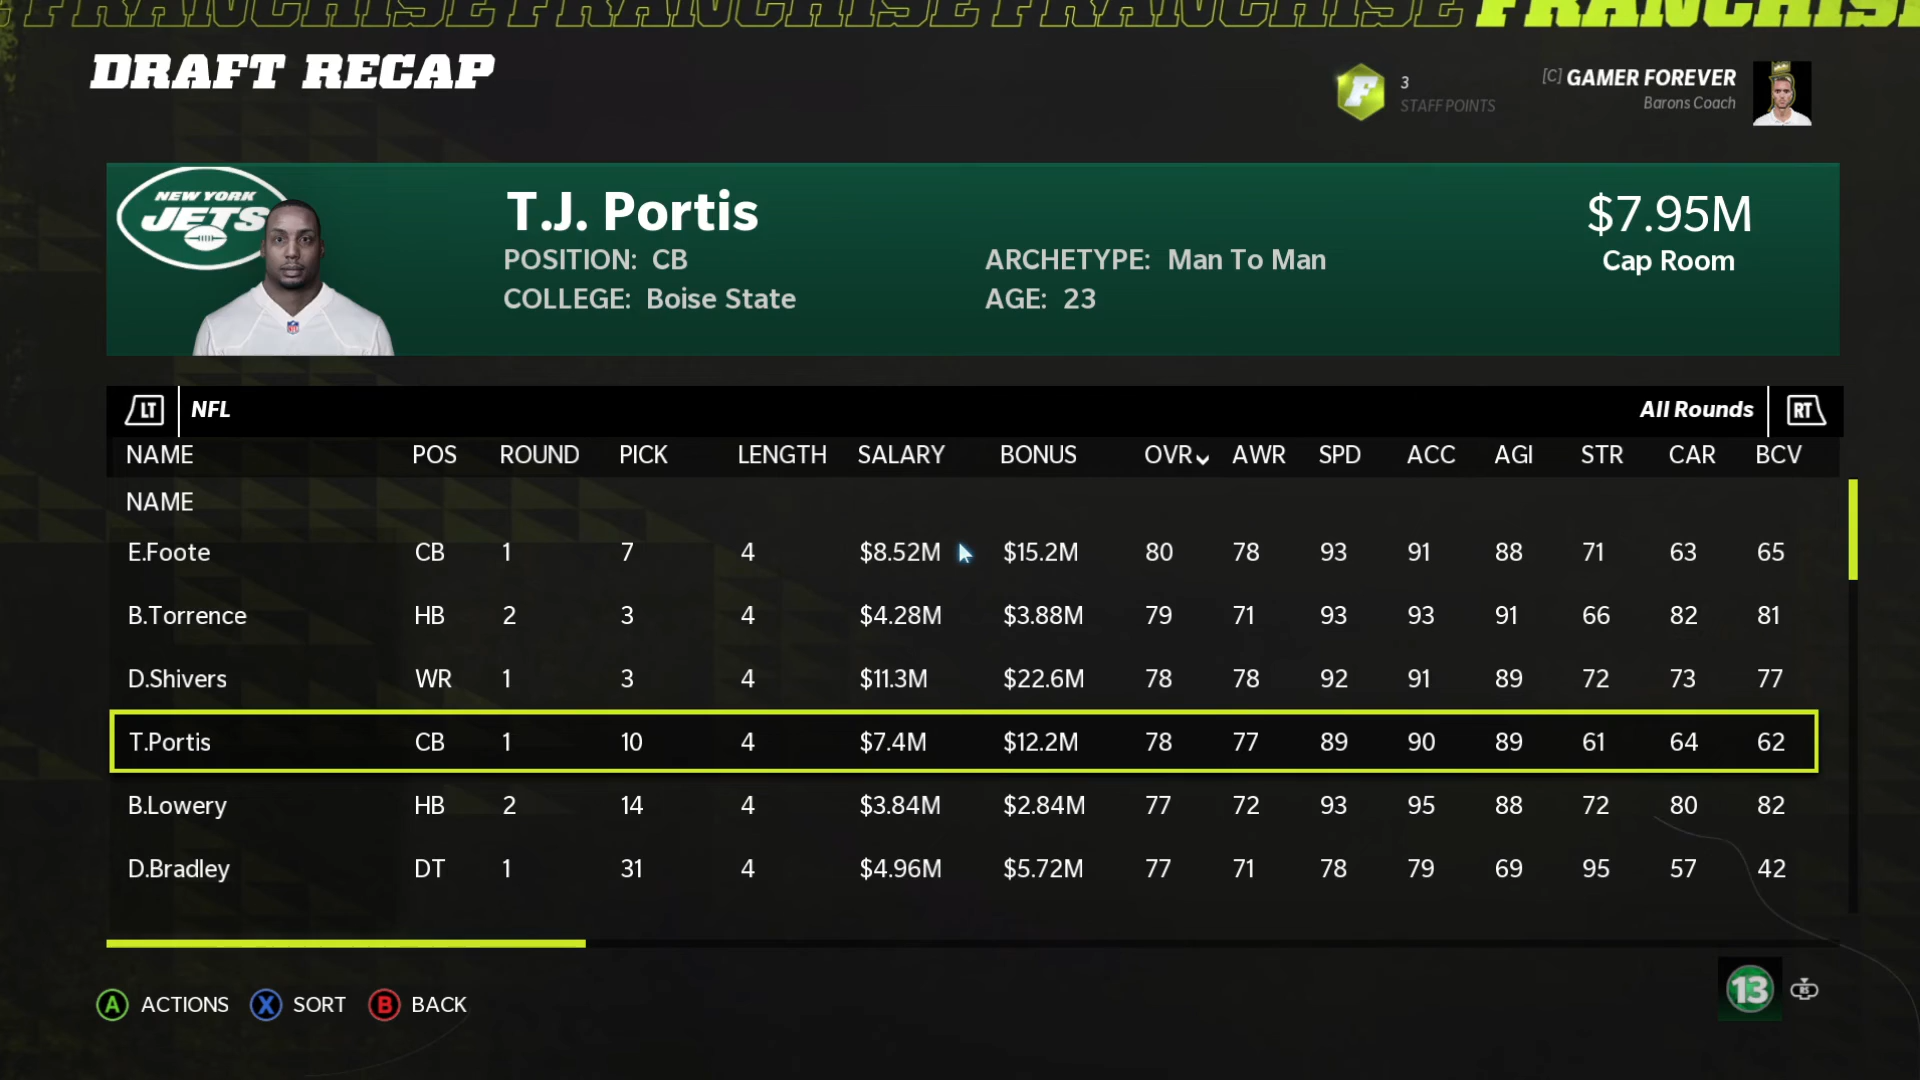 FRANCHISE FRANCHISE FRANCHISE FRANCHISE
DRAFT RECAP
3
STAFF POINTS
[C] GAMER FOREVER
Barons Coach
NEW YORK
JETS
T.J. Portis
POSITION: CB
ARCHETYPE: Man To Man
COLLEGE: Boise State
AGE: 23
$7.95M
Cap Room
LT NFL All Rounds RT
NAME POS ROUND PICK LENGTH SALARY BONUS OVR AWR SPD ACC AGI STR CAR BCV
NAME
E.Foote CB 1 7 4 $8.52M $15.2M 80 78 93 91 88 71 63 65
B.Torrence HB 2 3 4 $4.28M $3.88M 79 71 93 93 91 66 82 81
D.Shivers WR 1 3 4 $11.3M $22.6M 78 78 92 91 89 72 73 77
T.Portis CB 1 10 4 $7.4M $12.2M 78 77 89 90 89 61 64 62
B.Lowery HB 2 14 4 $3.84M $2.84M 77 72 93 95 88 72 80 82
D.Bradley DT 1 31 4 $4.96M $5.72M 77 71 78 79 69 95 57 42
A ACTIONS X SORT B BACK
13 RS